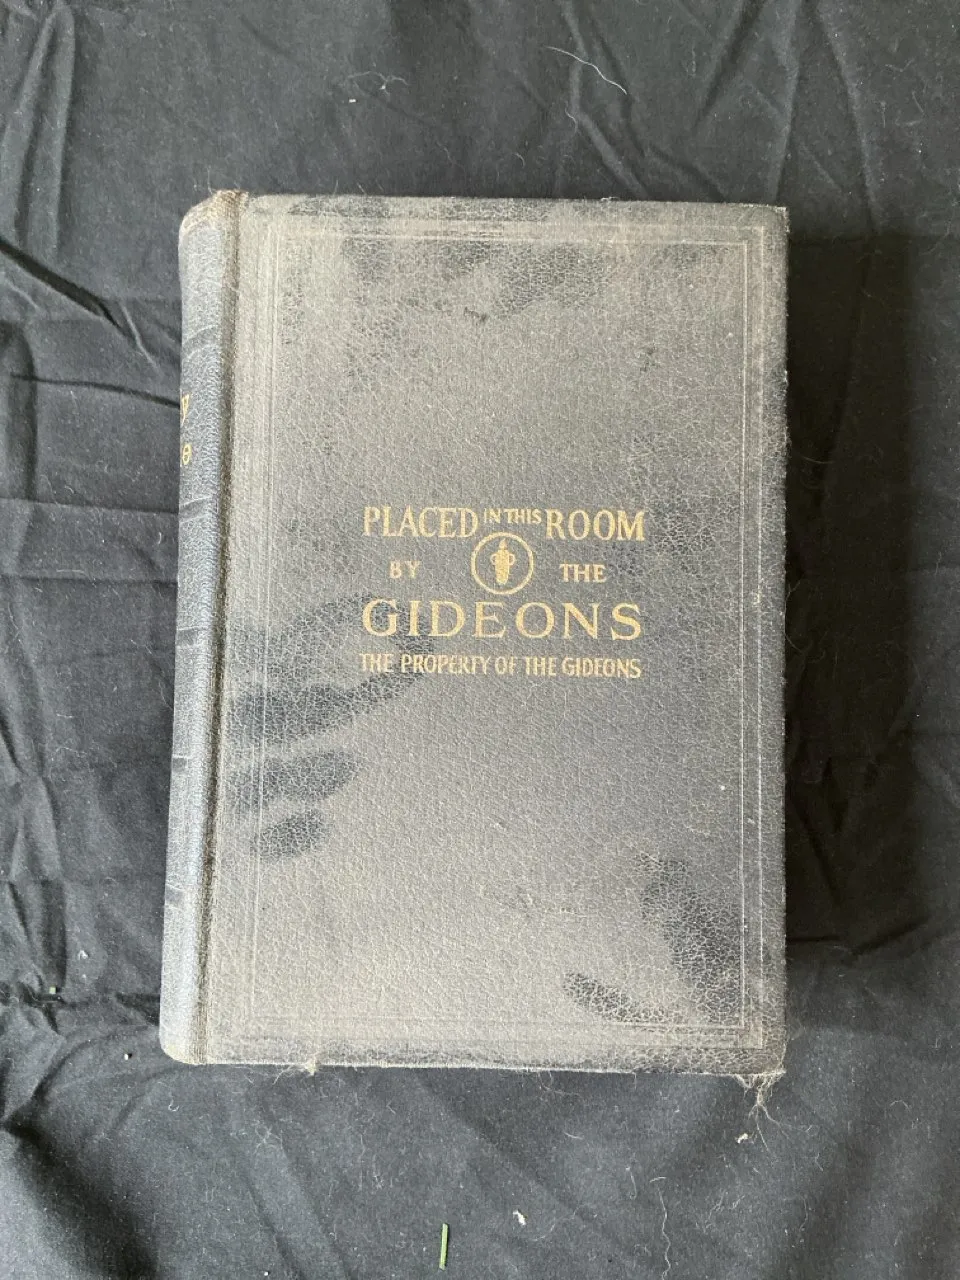 PLACED IN THIS ROOM
BY THE
GIDEONS
THE PROPERTY OF THE GIDEONS